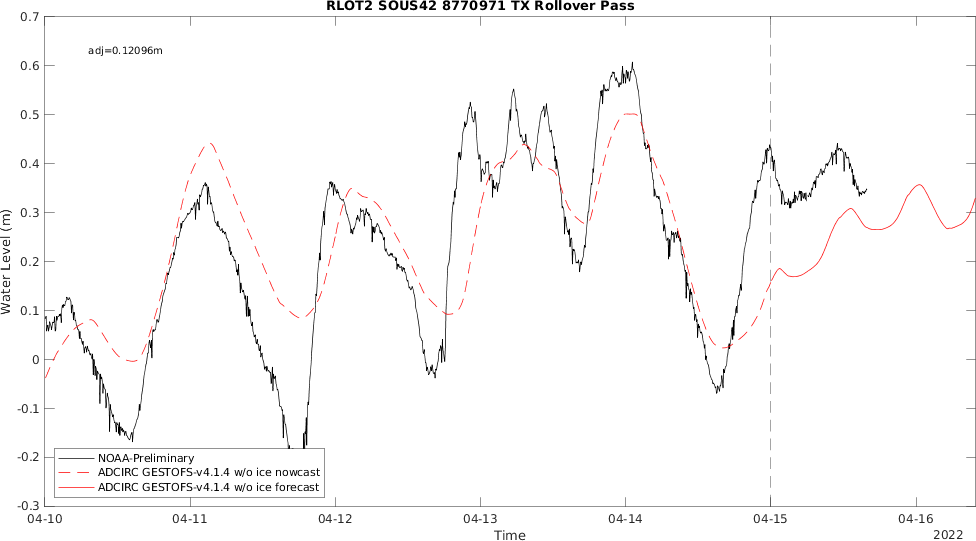 RLOT2 SOUS42 8770971 TX Rollover Pass
adj=0.12096m
0.7
0.6
0.5
0.4
0.3
0.2
0.1
0
-0.1
-0.2
-0.3
Water Level (m)
NOAA-Preliminary
ADCIRC GESTOFS-v4.1.4 w/o ice nowcast
ADCIRC GESTOFS-v4.1.4 w/o ice forecast
04-10 04-11 04-12 04-13 04-14 04-15 04-16
Time
2022